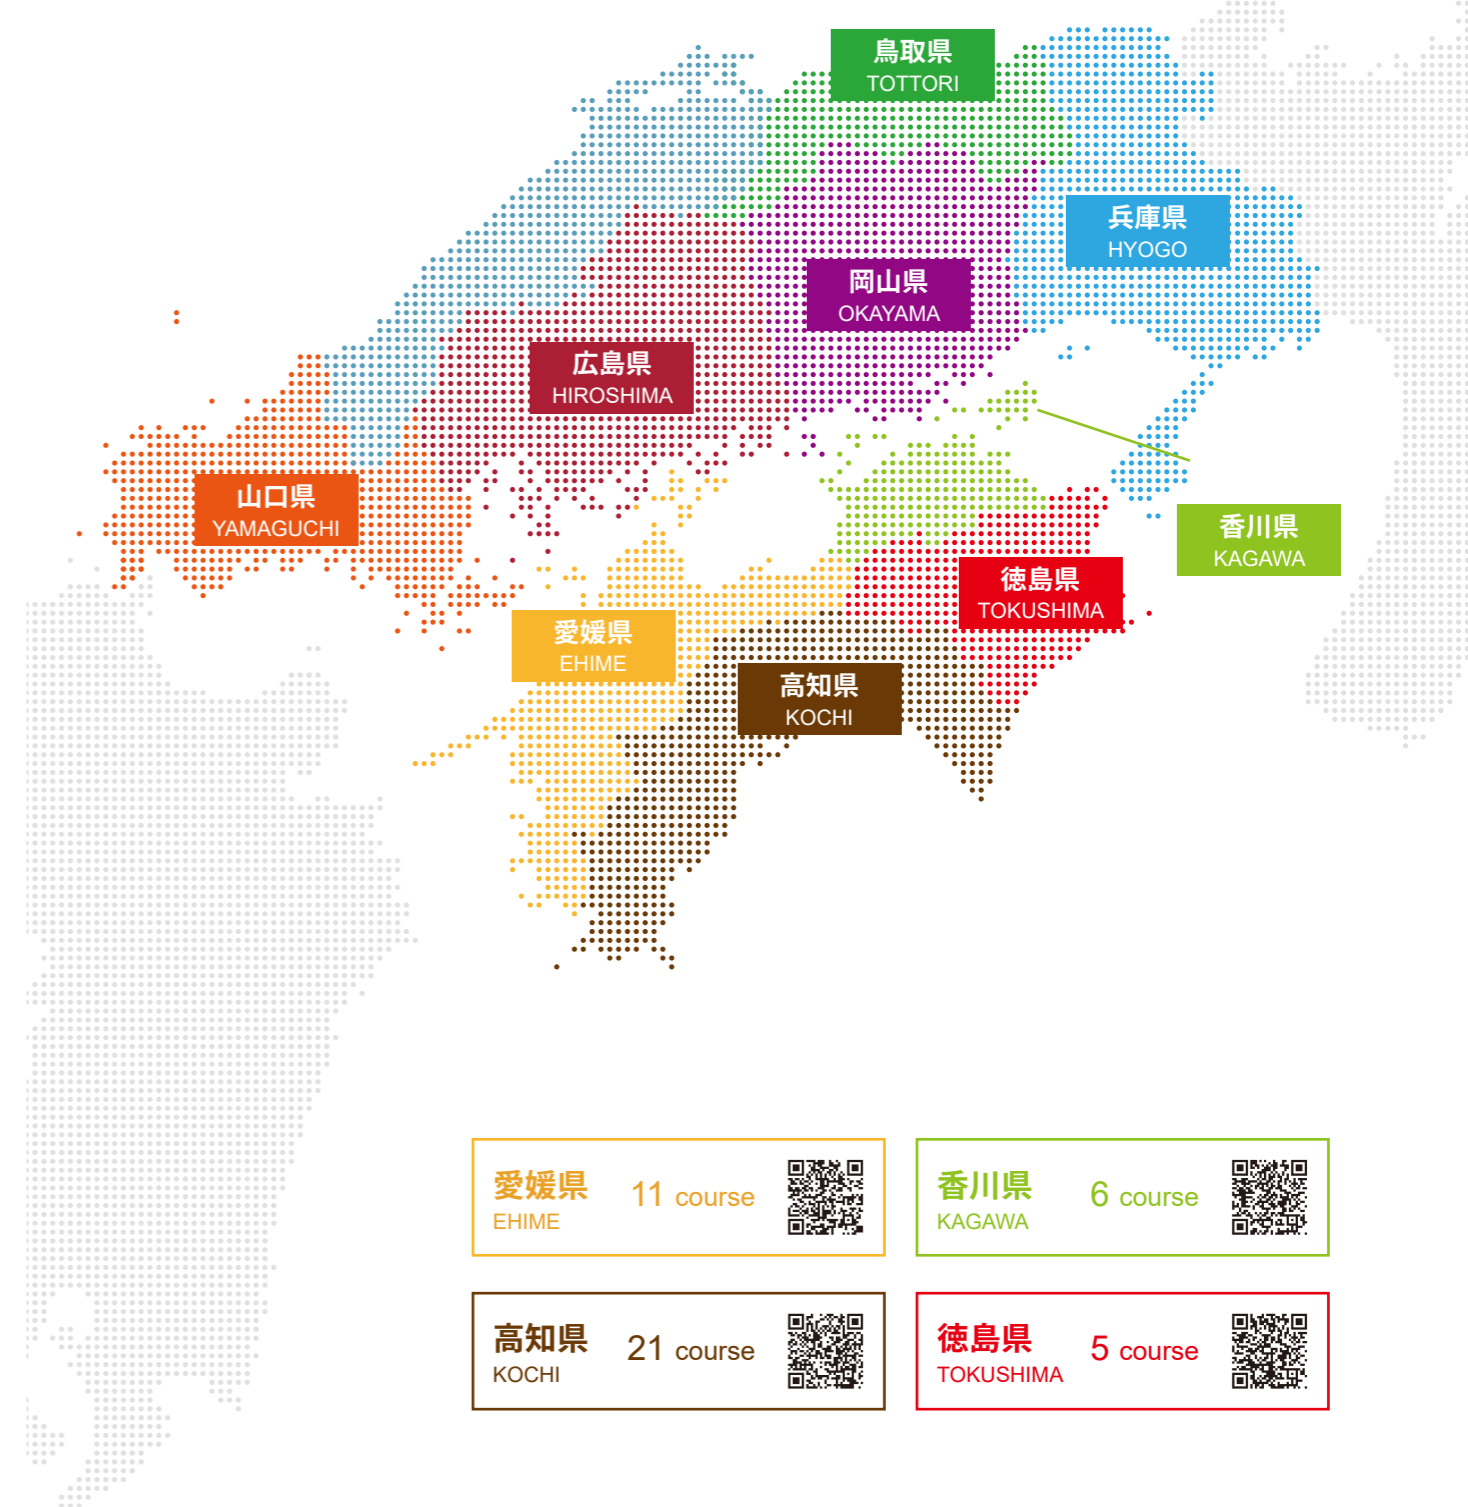 鳥取県
TOTTORI
兵庫県
HYOGO
岡山県
OKAYAMA
広島県
HIROSHIMA
山口県
YAMAGUCHI
香川県
KAGAWA
徳島県
TOKUSHIMA
愛媛県
EHIME
高知県
KOCHI
愛媛県 11 course
EHIME
香川県 6 course
KAGAWA
高知県 21 course
KOCHI
徳島県 5 course
TOKUSHIMA